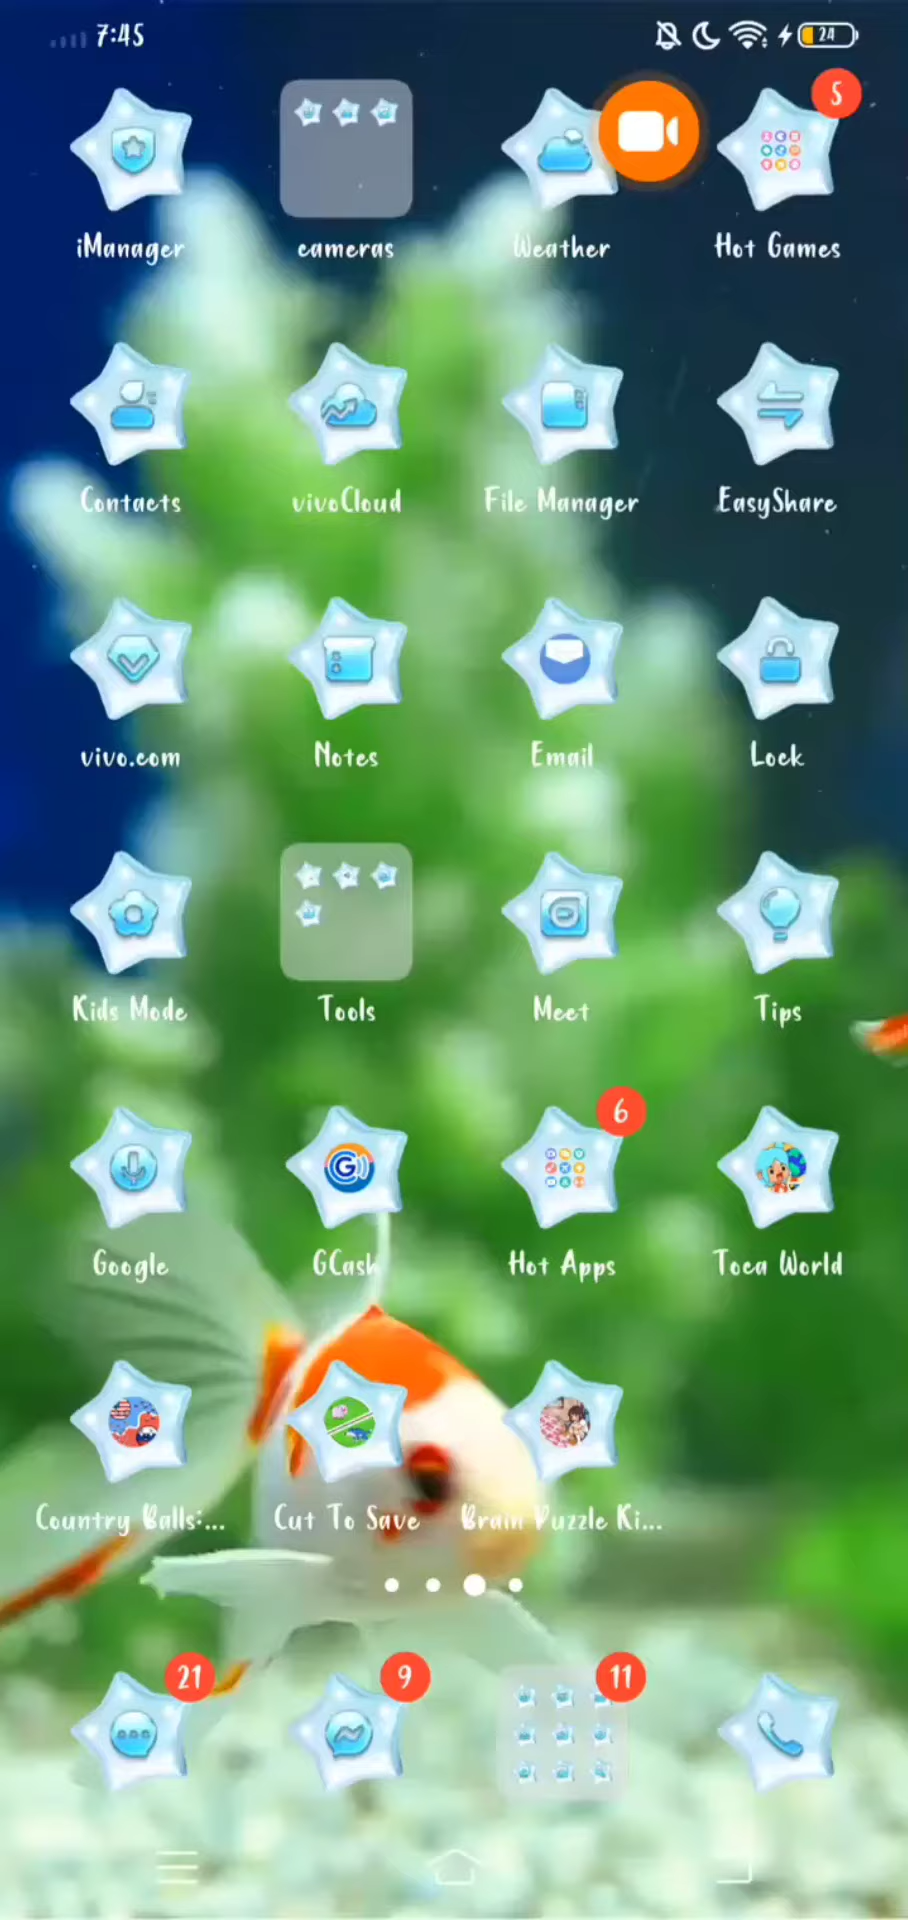 7:45 24
5
iManager cameras Weather Hot Games
Contacts vivoCloud File Manager EasyShare
vivo.com Notes Email Lock
Kids Mode Tools Meet Tips
6
G
Google GCash Hot Apps Toca World
Country Balls:... Cut To Save Brain Puzzle Ki...
21 9 11